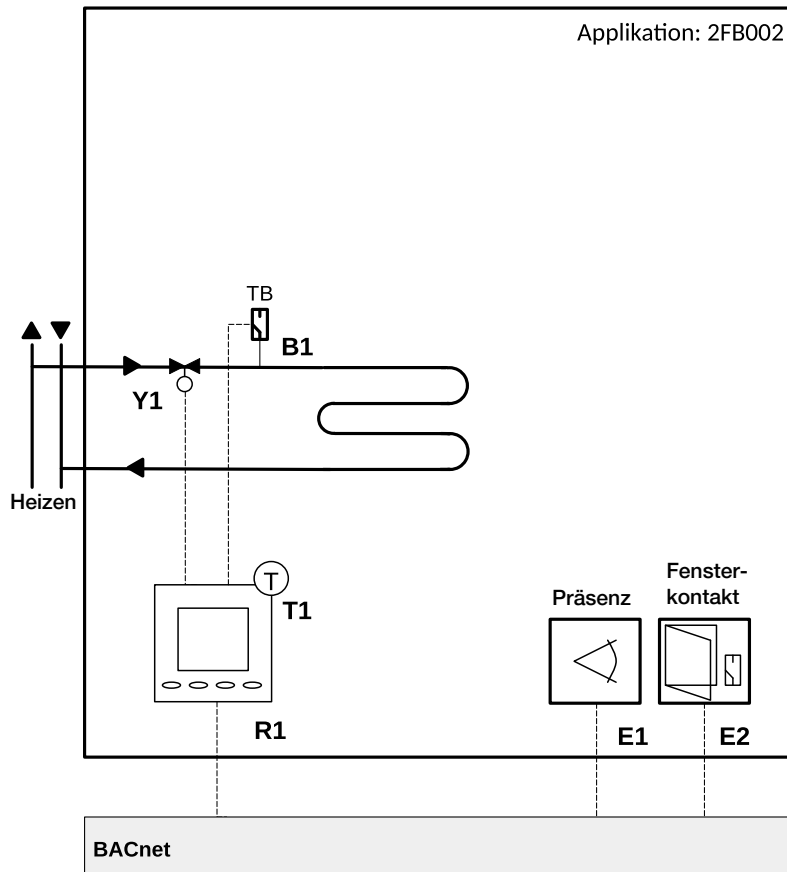 Applikation: 2FB002
TB
B1
Y1
Heizen
T
T1
R1
Präsenz
Fenster-
kontakt
E1
E2
BACnet